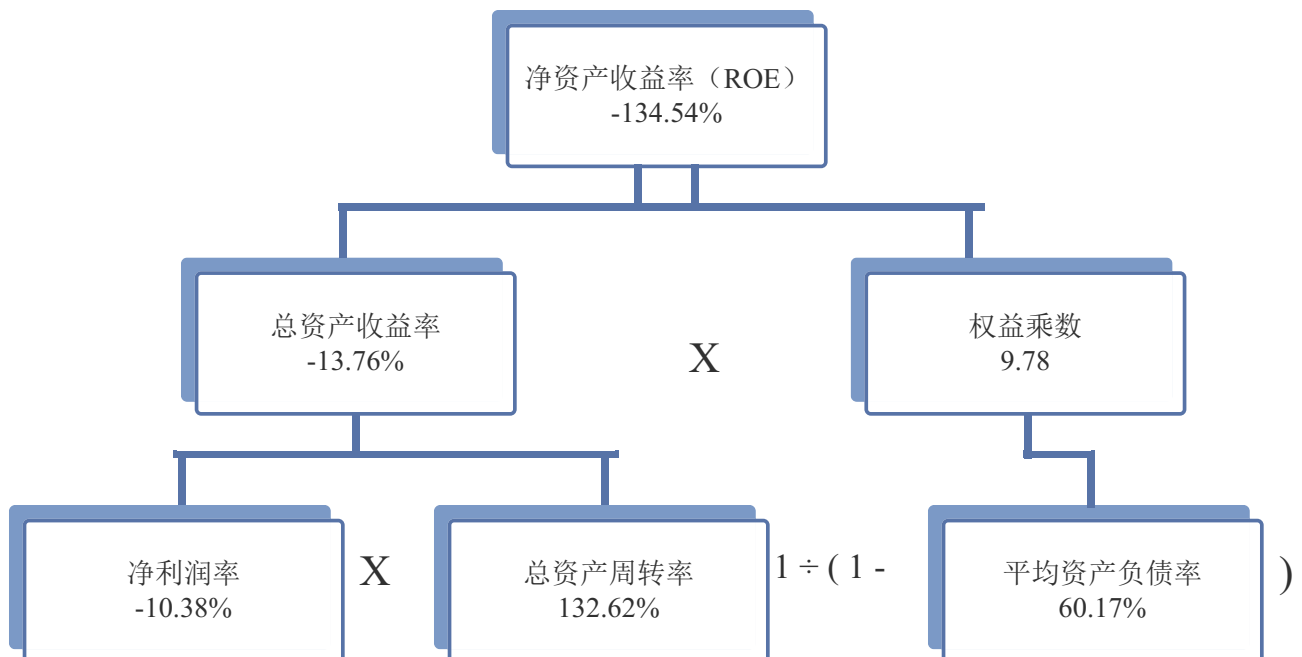 净资产收益率（ROE）
-134.54%
总资产收益率
-13.76%
X
权益乘数
9.78
净利润率
-10.38%
X
总资产周转率
132.62%
1 ÷ ( 1 -
平均资产负债率
60.17%
)